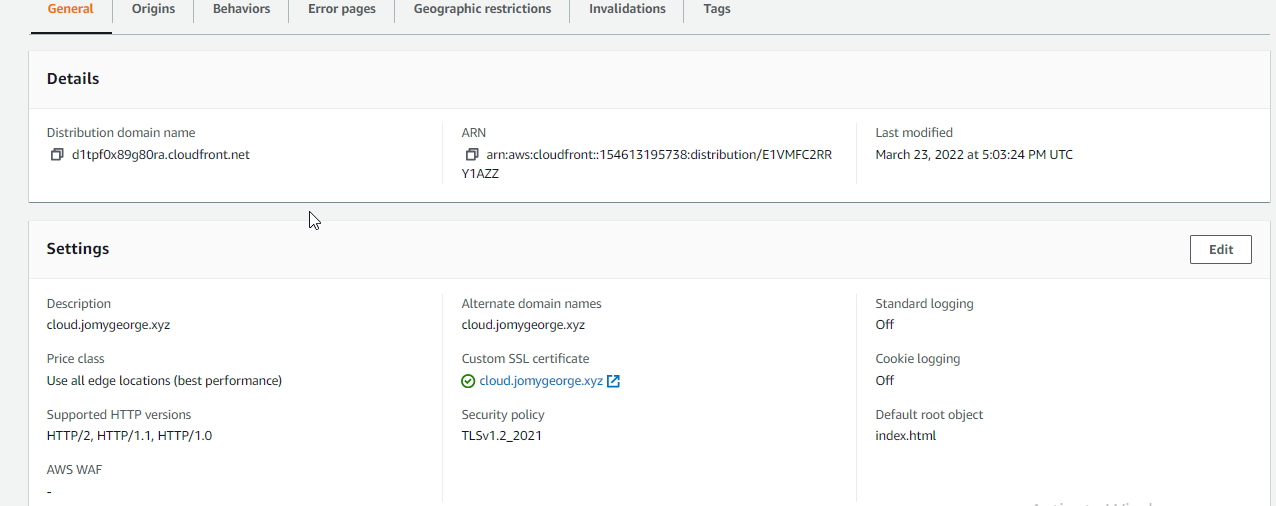 General
Origins
Behaviors
Error pages
Geographic restrictions
Invalidations
Tags
Details
Distribution domain name
d1tpf0x89g80ra.cloudfront.net
ARN
arn:aws:cloudfront::154613195738:distribution/E1VMFC2RR
Y1AZZ
Last modified
March 23, 2022 at 5:03:24 PM UTC
Settings
Edit
Description
cloud.jomygeorge.xyz
Alternate domain names
cloud.jomygeorge.xyz
Standard logging
Off
Price class
Use all edge locations (best performance)
Custom SSL certificate
cloud.jomygeorge.xyz
Cookie logging
Off
Supported HTTP versions
HTTP/2, HTTP/1.1, HTTP/1.0
Security policy
TLSv1.2_2021
Default root object
index.html
AWS WAF
-